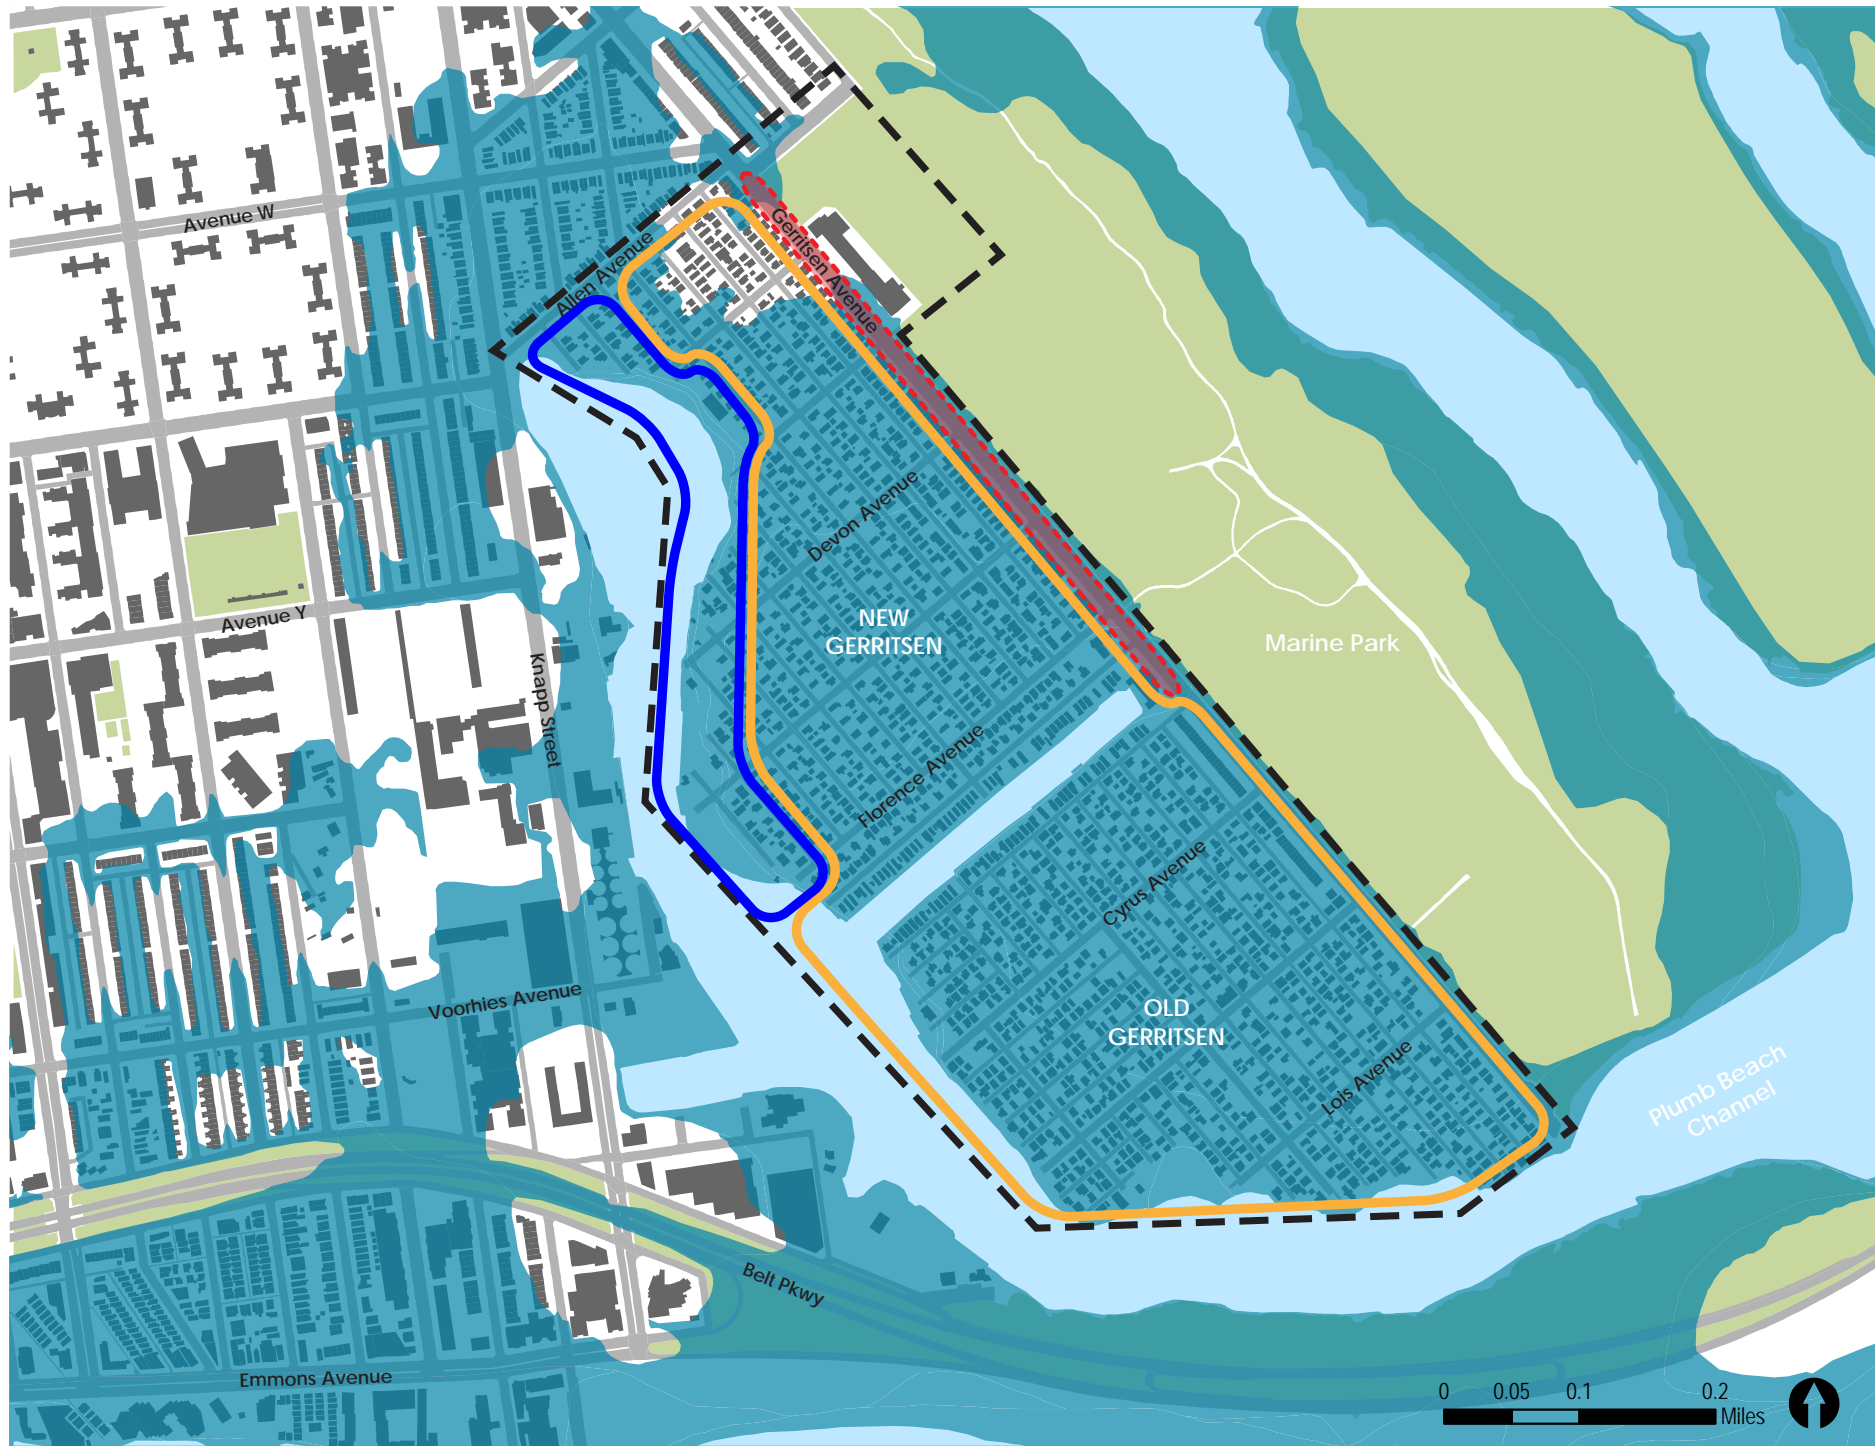 Avenue W
Allen Avenue
Gerritsen Avenue
Devon Avenue
NEW
GERRITSEN
Avenue Y
Marine Park
Knapp Street
Florence Avenue
Cyrus Avenue
Voorhies Avenue
OLD
GERRITSEN
Lois Avenue
Plumb Beach
Channel
Belt Pkwy
Emmons Avenue
0 0.05 0.1 0.2
Miles